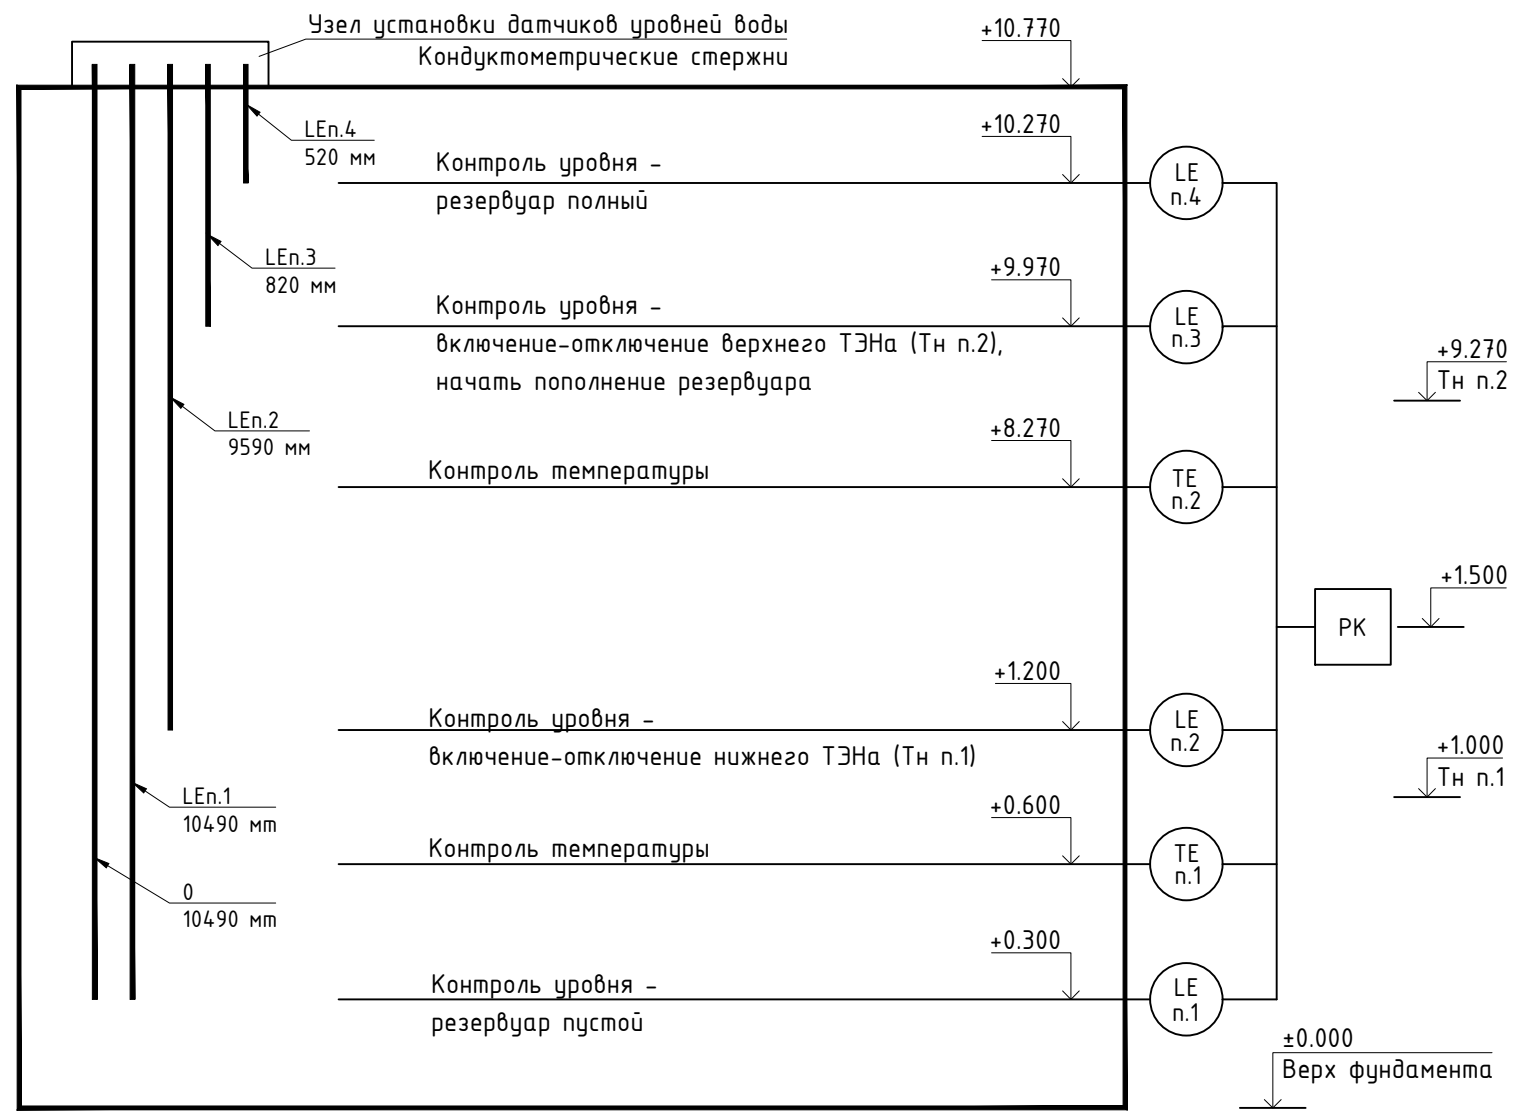 Узел установки датчиков уровней воды
Кондуктометрические стержни
+10.770
LEп.4
520 мм
+10.270
Контроль уровня –
резервуар полный
LE
п.4
LEп.3
820 мм
+9.970
Контроль уровня –
включение-отключение верхнего ТЭНа (Тн п.2),
начать пополнение резервуара
LE
п.3
+9.270
Тн п.2
LEп.2
9590 мм
+8.270
Контроль температуры
TE
п.2
+1.500
РК
+1.200
Контроль уровня –
включение-отключение нижнего ТЭНа (Тн п.1)
LE
п.2
+1.000
Тн п.1
LEп.1
10490 мm
+0.600
Контроль температуры
TE
п.1
0
10490 мm
+0.300
Контроль уровня –
резервуар пустой
LE
п.1
±0.000
Верх фундамента